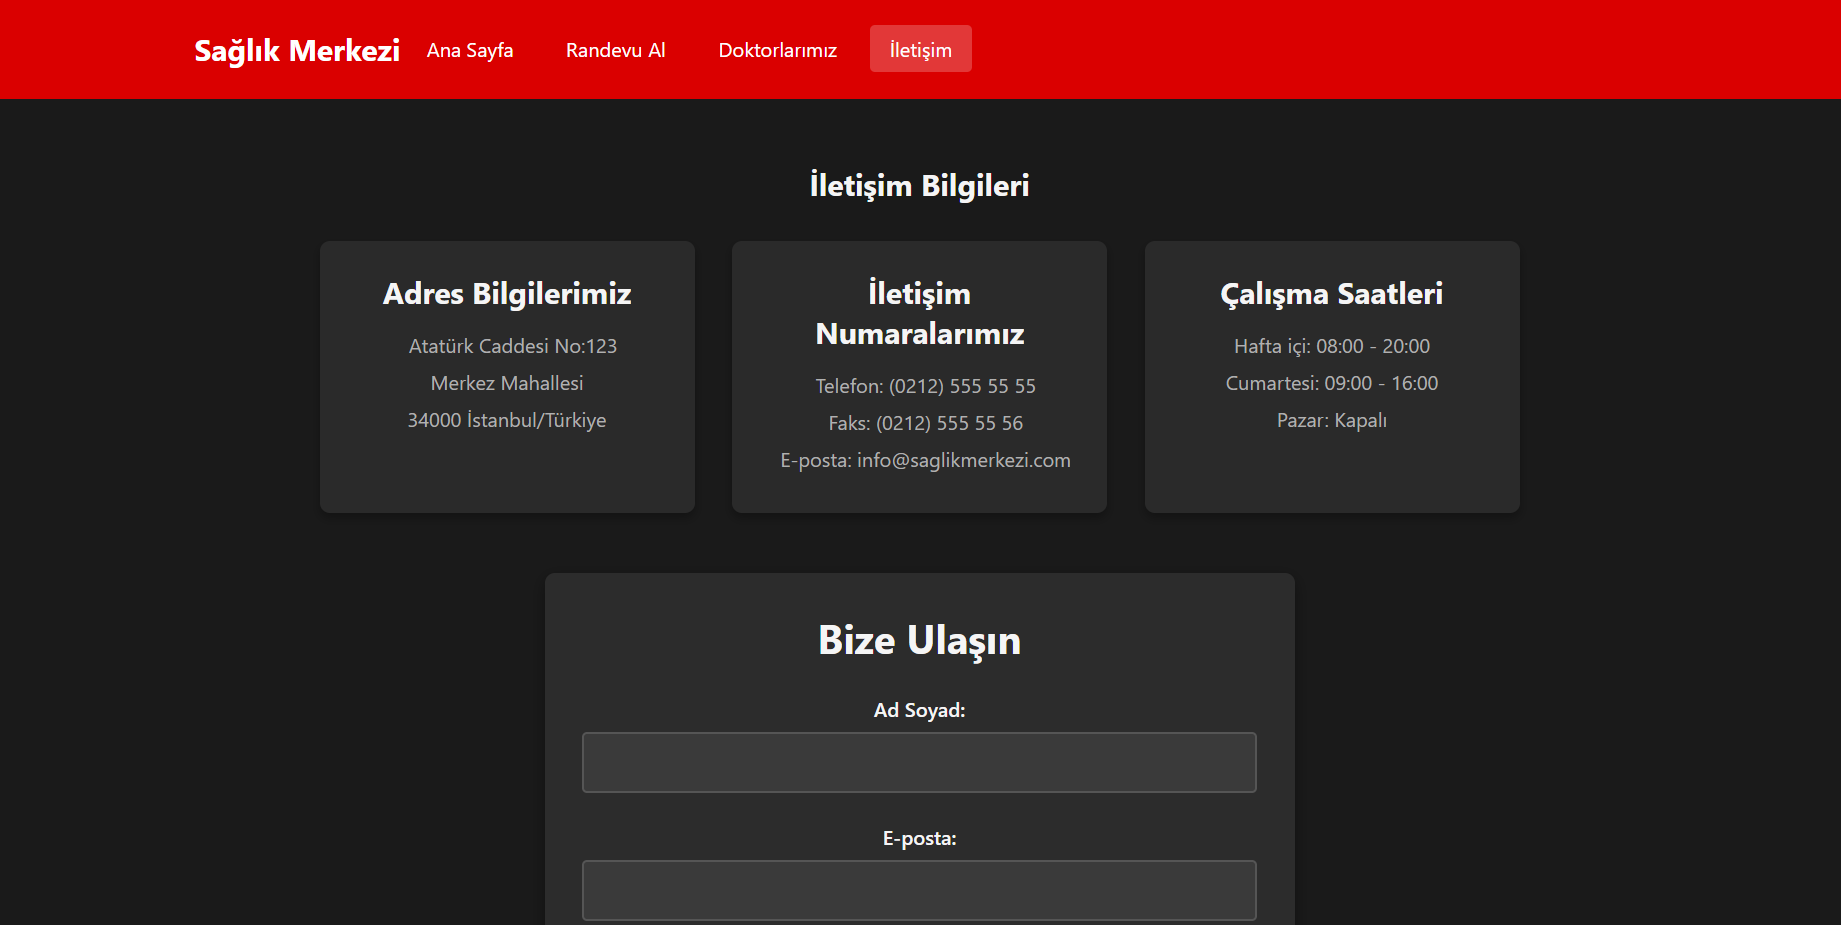 Sağlık Merkezi
Ana Sayfa
Randevu Al
Doktorlarımız
İletişim
İletişim Bilgileri
Adres Bilgilerimiz
Atatürk Caddesi No:123
Merkez Mahallesi
34000 İstanbul/Türkiye
İletişim
Numaralarımız
Telefon: (0212) 555 55 55
Faks: (0212) 555 55 56
E-posta: info@saglikmerkezi.com
Çalışma Saatleri
Hafta içi: 08:00 - 20:00
Cumartesi: 09:00 - 16:00
Pazar: Kapalı
Bize Ulaşın
Ad Soyad:
E-posta: